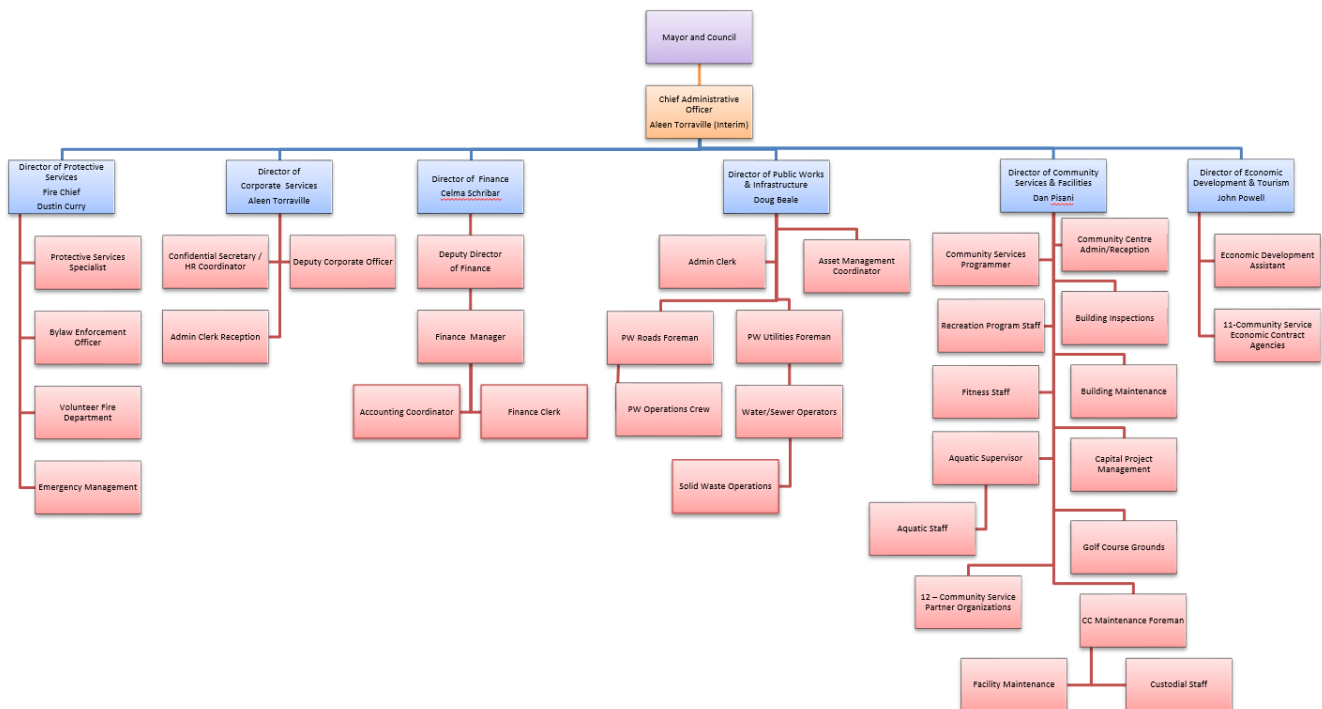 Mayor and Council
Chief Administrative
Officer
Aleen Torraville (Interim)
Director of Protective
Services
Fire Chief
Dustin Curry
Director of
Corporate Services
Aleen Torraville
Director of Finance
Celma Schribar
Director of Public Works
& Infrastructure
Doug Beale
Director of Community
Services & Facilities
Dan Pisani
Director of Economic
Development & Tourism
John Powell
Protective Services
Specialist
Bylaw Enforcement
Officer
Volunteer Fire
Department
Emergency Management
Confidential Secretary /
HR Coordinator
Deputy Corporate Officer
Admin Clerk Reception
Deputy Director
of Finance
Finance Manager
Accounting Coordinator
Finance Clerk
Admin Clerk
Asset Management
Coordinator
PW Roads Foreman
PW Utilities Foreman
PW Operations Crew
Water/Sewer Operators
Solid Waste Operations
Community Services
Programmer
Community Centre
Admin/Reception
Recreation Program Staff
Building Inspections
Fitness Staff
Building Maintenance
Aquatic Supervisor
Capital Project
Management
Aquatic Staff
Golf Course Grounds
12 – Community Service
Partner Organizations
CC Maintenance Foreman
Facility Maintenance
Custodial Staff
Economic Development
Assistant
11-Community Service
Economic Contract
Agencies